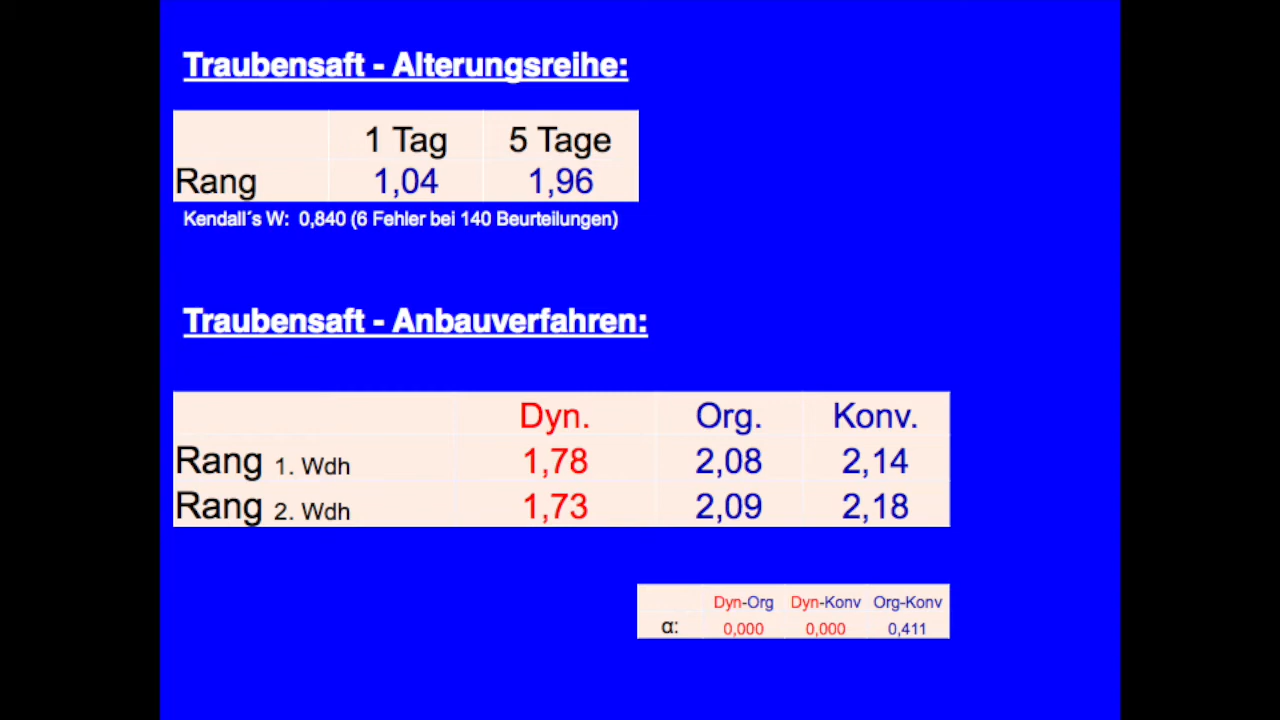 Traubensaft - Alterungsreihe:
1 Tag 5 Tage
Rang 1,04 1,96
Kendall´s W: 0,840 (6 Fehler bei 140 Beurteilungen)
Traubensaft - Anbauverfahren:
Dyn. Org. Konv.
Rang 1. Wdh 1,78 2,08 2,14
Rang 2. Wdh 1,73 2,09 2,18
Dyn-Org Dyn-Konv Org-Konv
α: 0,000 0,000 0,411